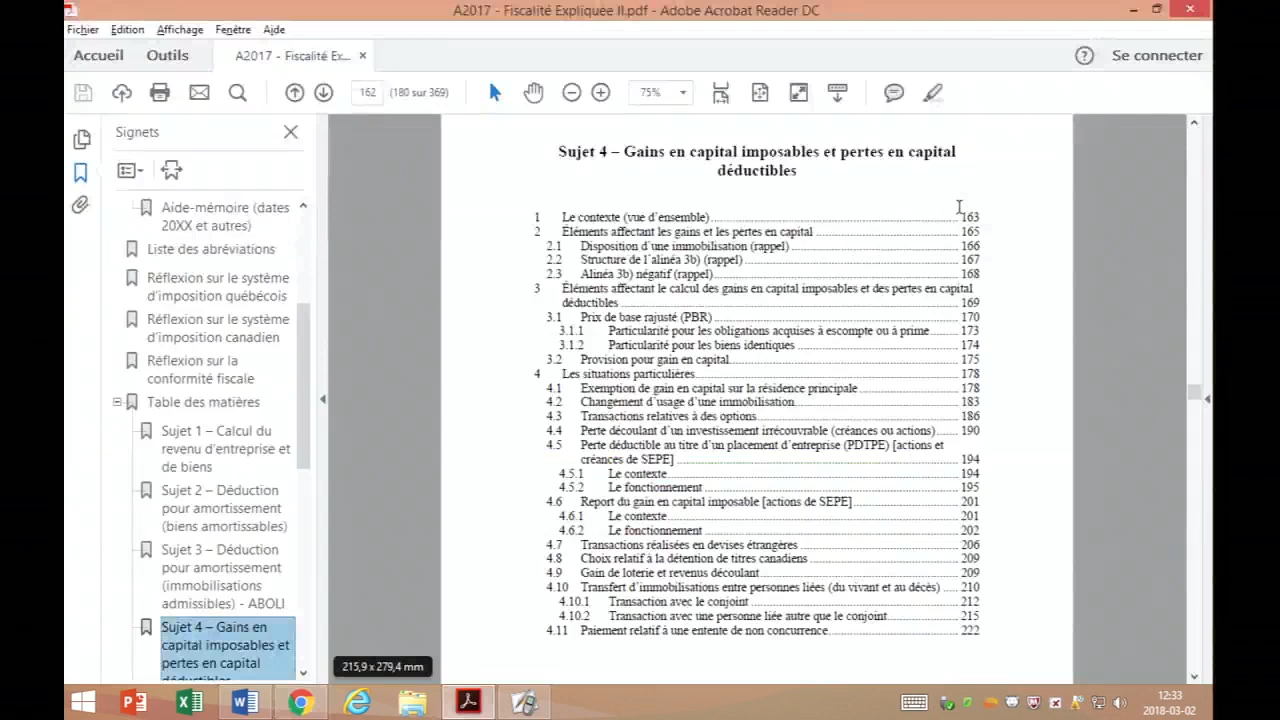 A2017 - Fiscalité Expliquée II.pdf - Adobe Acrobat Reader DC
Fichier Edition Affichage Fenêtre Aide
Accueil Outils A2017 - Fiscalité Ex... × Se connecter
162 (180 sur 369) 75%
Signets
Aide-mémoire (dates
20XX et autres)
Liste des abréviations
Réflexion sur le système
d'imposition québécois
Réflexion sur le système
d'imposition canadien
Réflexion sur la
conformité fiscale
Table des matières
Sujet 1 – Calcul du
revenu d'entreprise et
de biens
Sujet 2 – Déduction
pour amortissement
(biens amortissables)
Sujet 3 – Déduction
pour amortissement
(immobilisations
admissibles) - ABOLI
Sujet 4 – Gains en
capital imposables et
pertes en capital
déductibles
Sujet 4 – Gains en capital imposables et pertes en capital
déductibles
1 Le contexte (vue d'ensemble) 163
2 Éléments affectant les gains et les pertes en capital 165
2.1 Disposition d'une immobilisation (rappel) 166
2.2 Structure de l'alinéa 3b) (rappel) 167
2.3 Alinéa 3b) négatif (rappel) 168
3 Éléments affectant le calcul des gains en capital imposables et des pertes en capital
déductibles 169
3.1 Prix de base rajusté (PBR) 170
3.1.1 Particularité pour les obligations acquises à escompte ou à prime 173
3.1.2 Particularité pour les biens identiques 174
3.2 Provision pour gain en capital 175
4 Les situations particulières 178
4.1 Exemption de gain en capital sur la résidence principale 178
4.2 Changement d'usage d'une immobilisation 183
4.3 Transactions relatives à des options 186
4.4 Perte découlant d'un investissement irrécouvrable (créances ou actions) 190
4.5 Perte déductible au titre d'un placement d'entreprise (PDTPE) [actions et
créances de SEPE] 194
4.5.1 Le contexte 194
4.5.2 Le fonctionnement 195
4.6 Report du gain en capital imposable [actions de SEPE] 201
4.6.1 Le contexte 201
4.6.2 Le fonctionnement 202
4.7 Transactions réalisées en devises étrangères 206
4.8 Choix relatif à la détention de titres canadiens 209
4.9 Gain de loterie et revenus découlant 209
4.10 Transfert d'immobilisations entre personnes liées (du vivant et au décès) 210
4.10.1 Transaction avec le conjoint 212
4.10.2 Transaction avec une personne liée autre que le conjoint 215
4.11 Paiement relatif à une entente de non concurrence 222
215,9 x 279,4 mm
12:33
2018-03-02